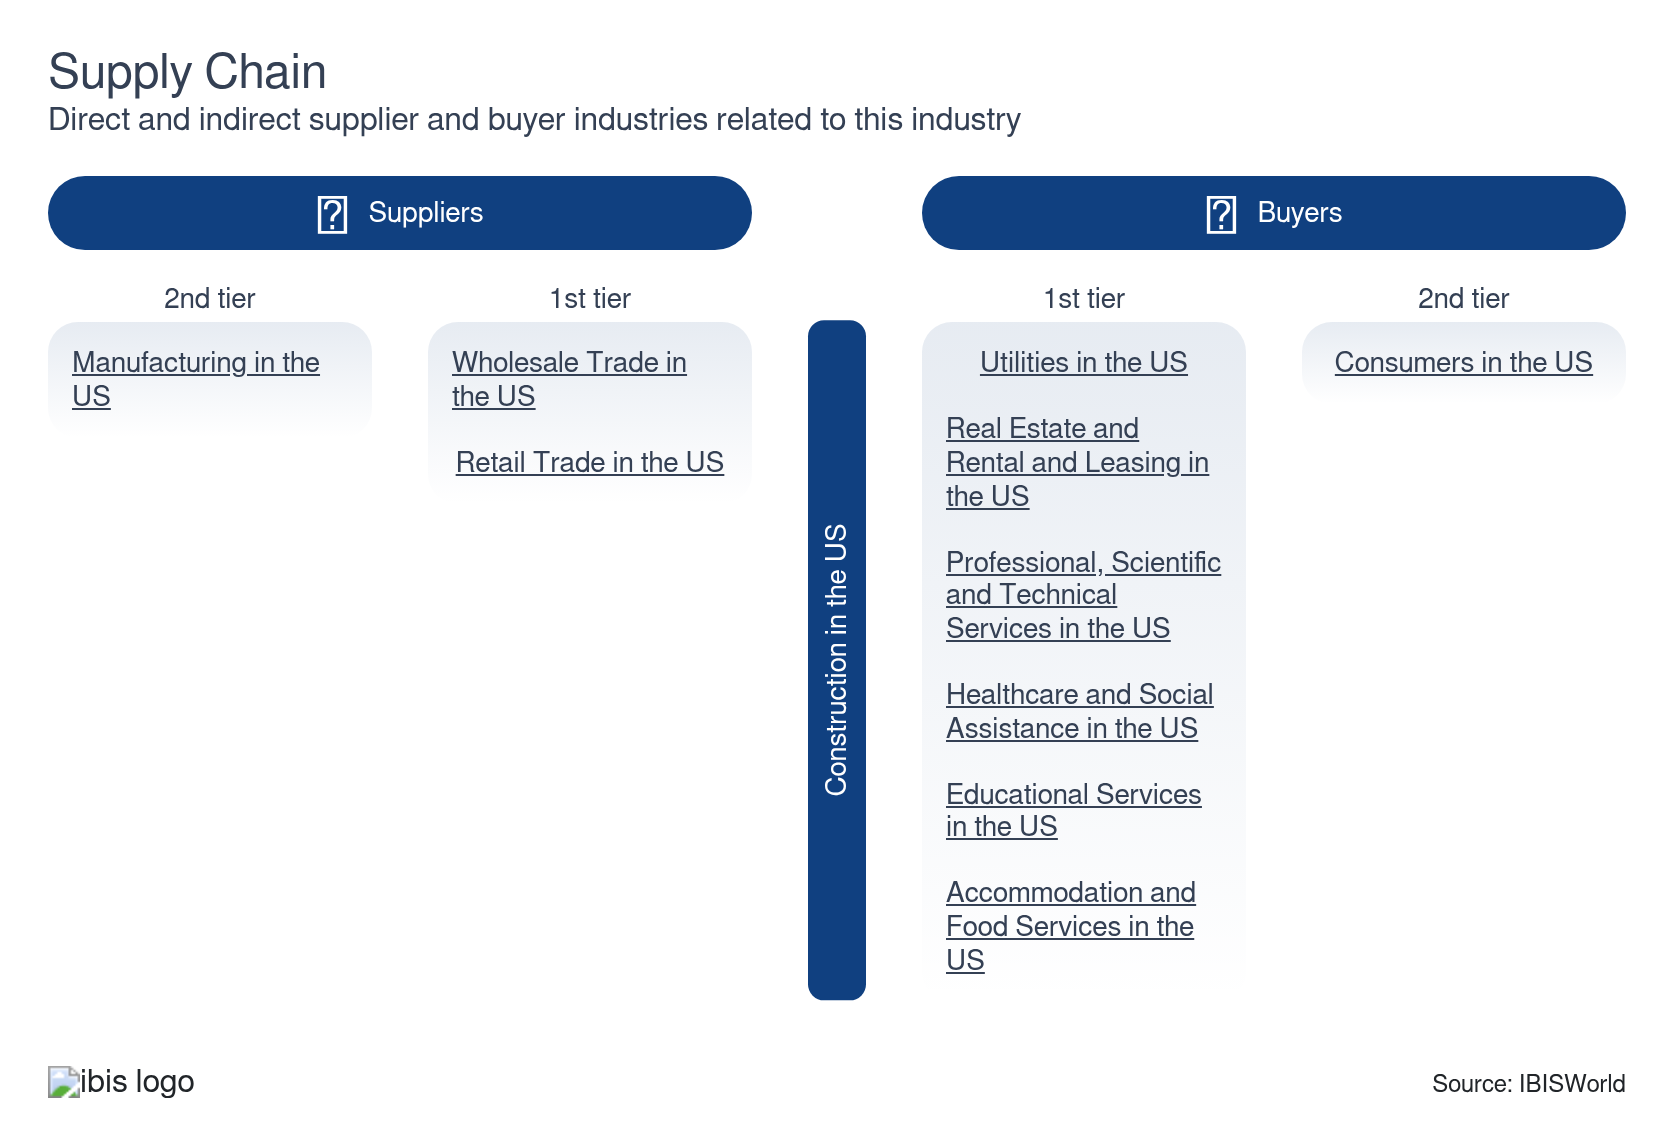 Supply Chain
Direct and indirect supplier and buyer industries related to this industry
Suppliers
Buyers
2nd tier
1st tier
1st tier
2nd tier
Manufacturing in the
US
Wholesale Trade in
the US
Retail Trade in the US
Construction in the US
Utilities in the US
Real Estate and
Rental and Leasing in
the US
Professional, Scientific
and Technical
Services in the US
Healthcare and Social
Assistance in the US
Educational Services
in the US
Accommodation and
Food Services in the
US
Consumers in the US
ibis logo
Source: IBISWorld